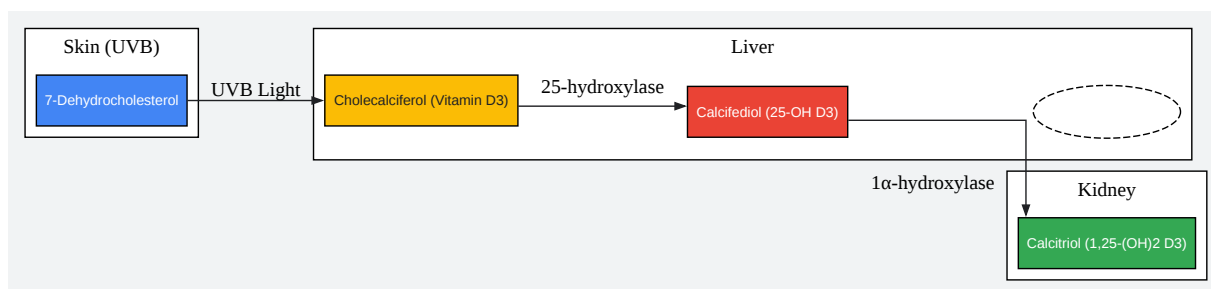 Skin (UVB)
7-Dehydrocholesterol
UVB Light
Liver
Cholecalciferol (Vitamin D3)
25-hydroxylase
Calcifediol (25-OH D3)
1α-hydroxylase
Kidney
Calcitriol (1,25-(OH)2 D3)